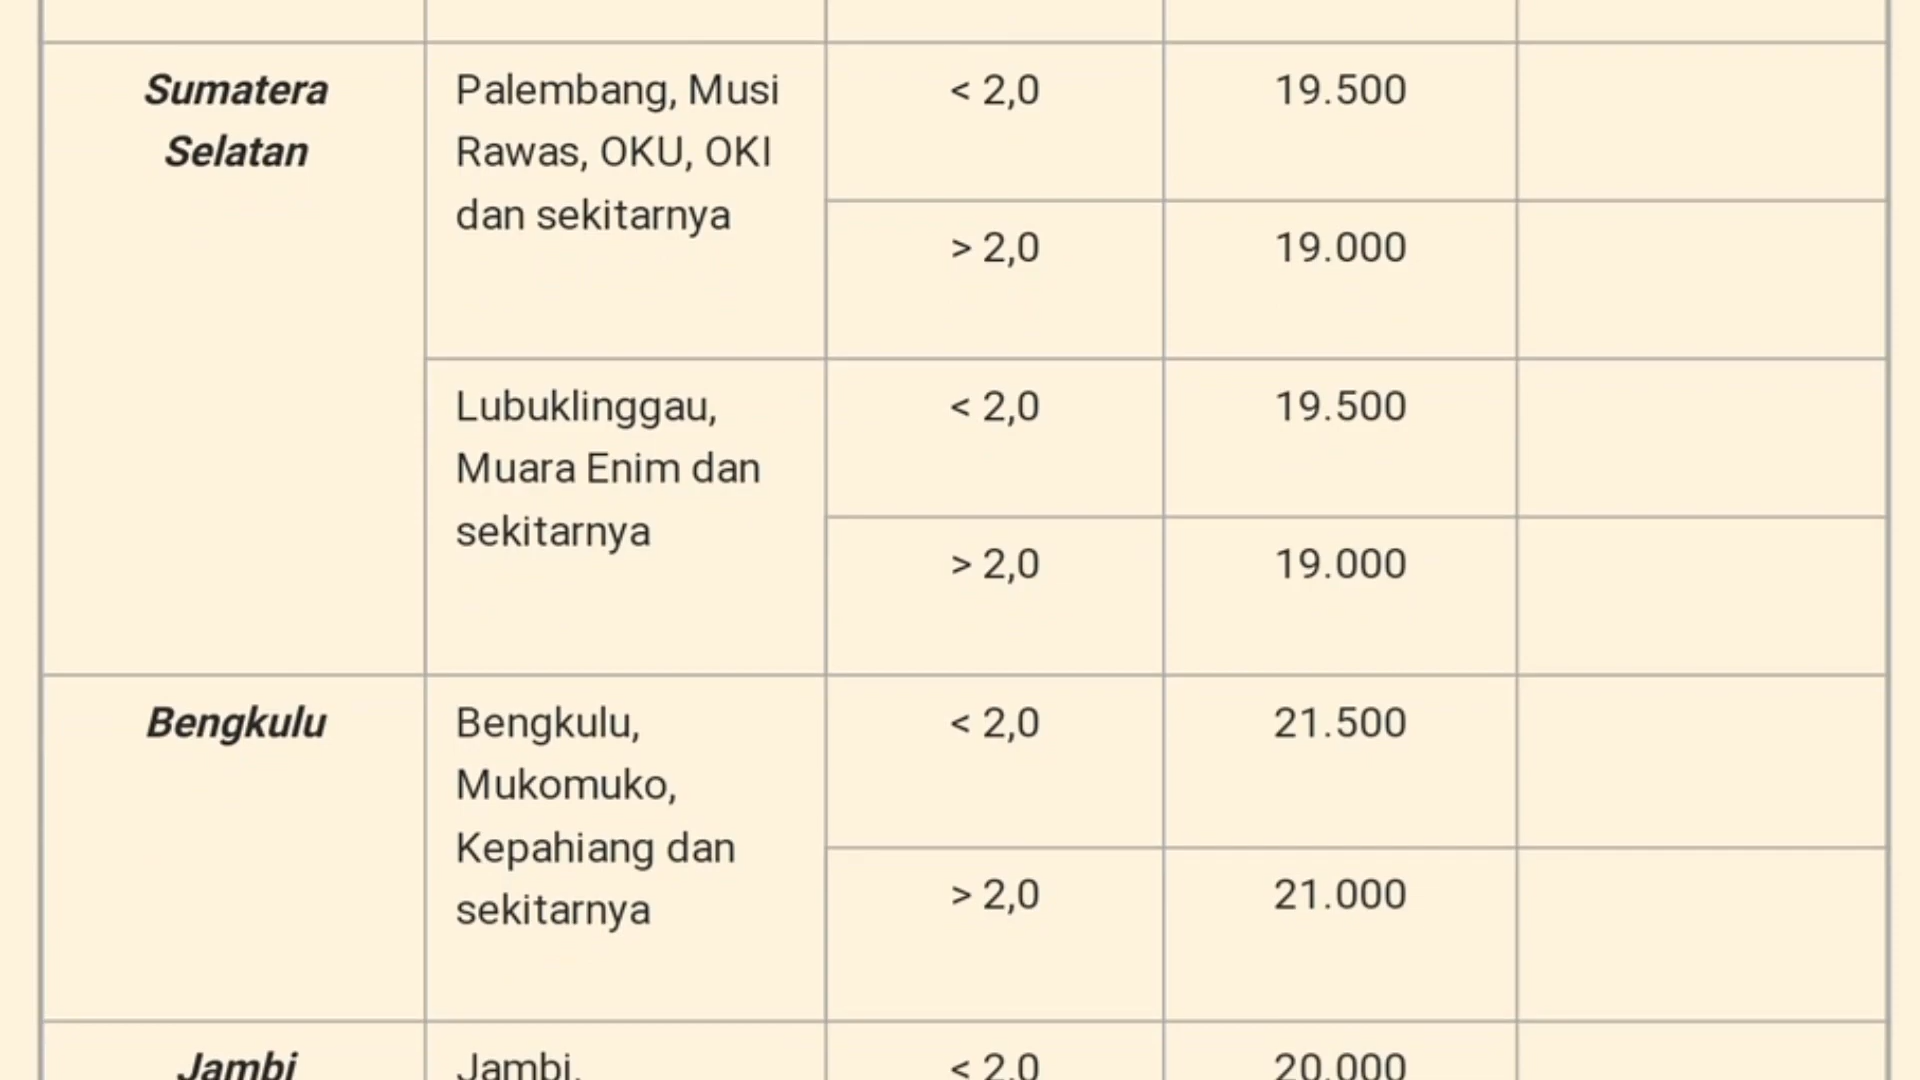 Sumatera
Selatan
Palembang, Musi
Rawas, OKU, OKI
dan sekitarnya
< 2,0
19.500
> 2,0
19.000
Lubuklinggau,
Muara Enim dan
sekitarnya
< 2,0
19.500
> 2,0
19.000
Bengkulu
Bengkulu,
Mukomuko,
Kepahiang dan
sekitarnya
< 2,0
21.500
> 2,0
21.000
Jambi
Jambi,
< 2,0
20.000